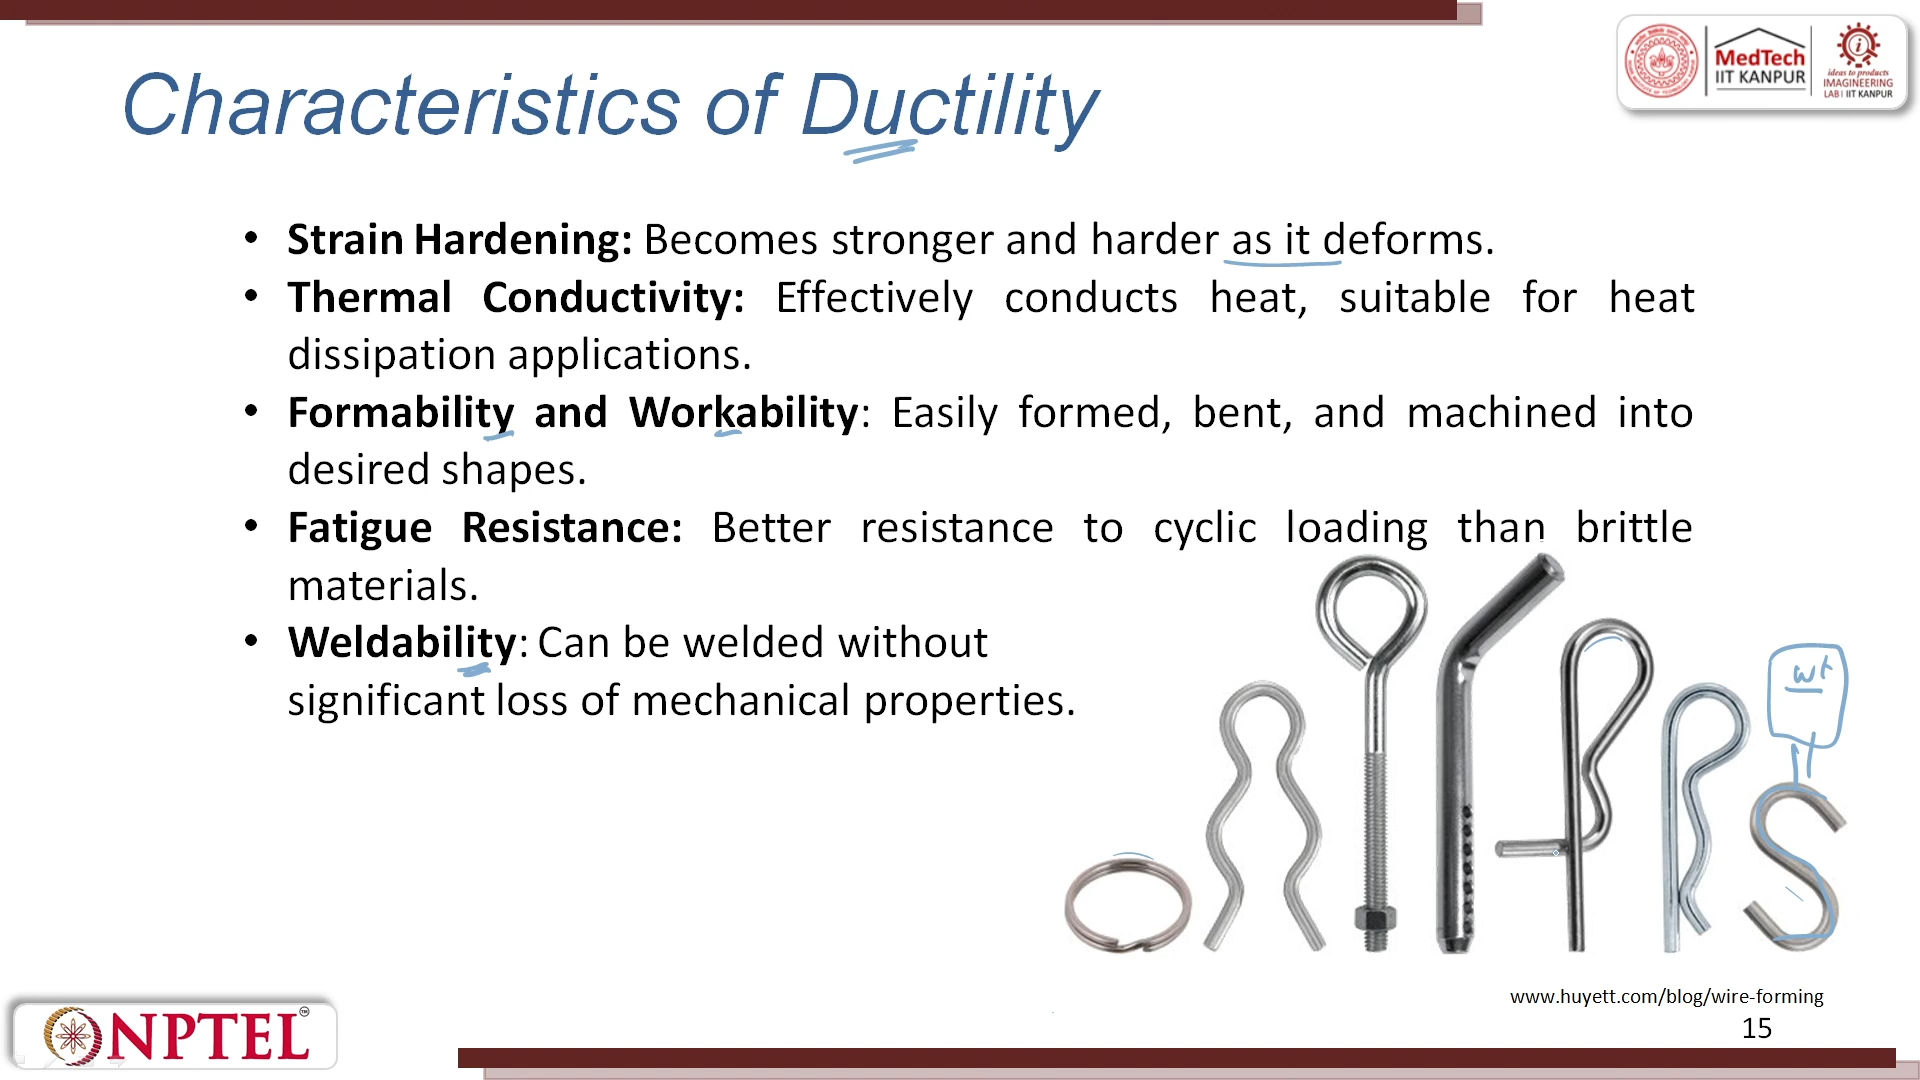 Characteristics of Ductility
MedTech
IIT KANPUR
ideas to products
IMAGINEERING
LAB | IIT KANPUR
• Strain Hardening: Becomes stronger and harder as it deforms.
• Thermal Conductivity: Effectively conducts heat, suitable for heat
dissipation applications.
• Formability and Workability: Easily formed, bent, and machined into
desired shapes.
• Fatigue Resistance: Better resistance to cyclic loading than brittle
materials.
• Weldability: Can be welded without
significant loss of mechanical properties.
wt
www.huyett.com/blog/wire-forming
15
NPTEL™